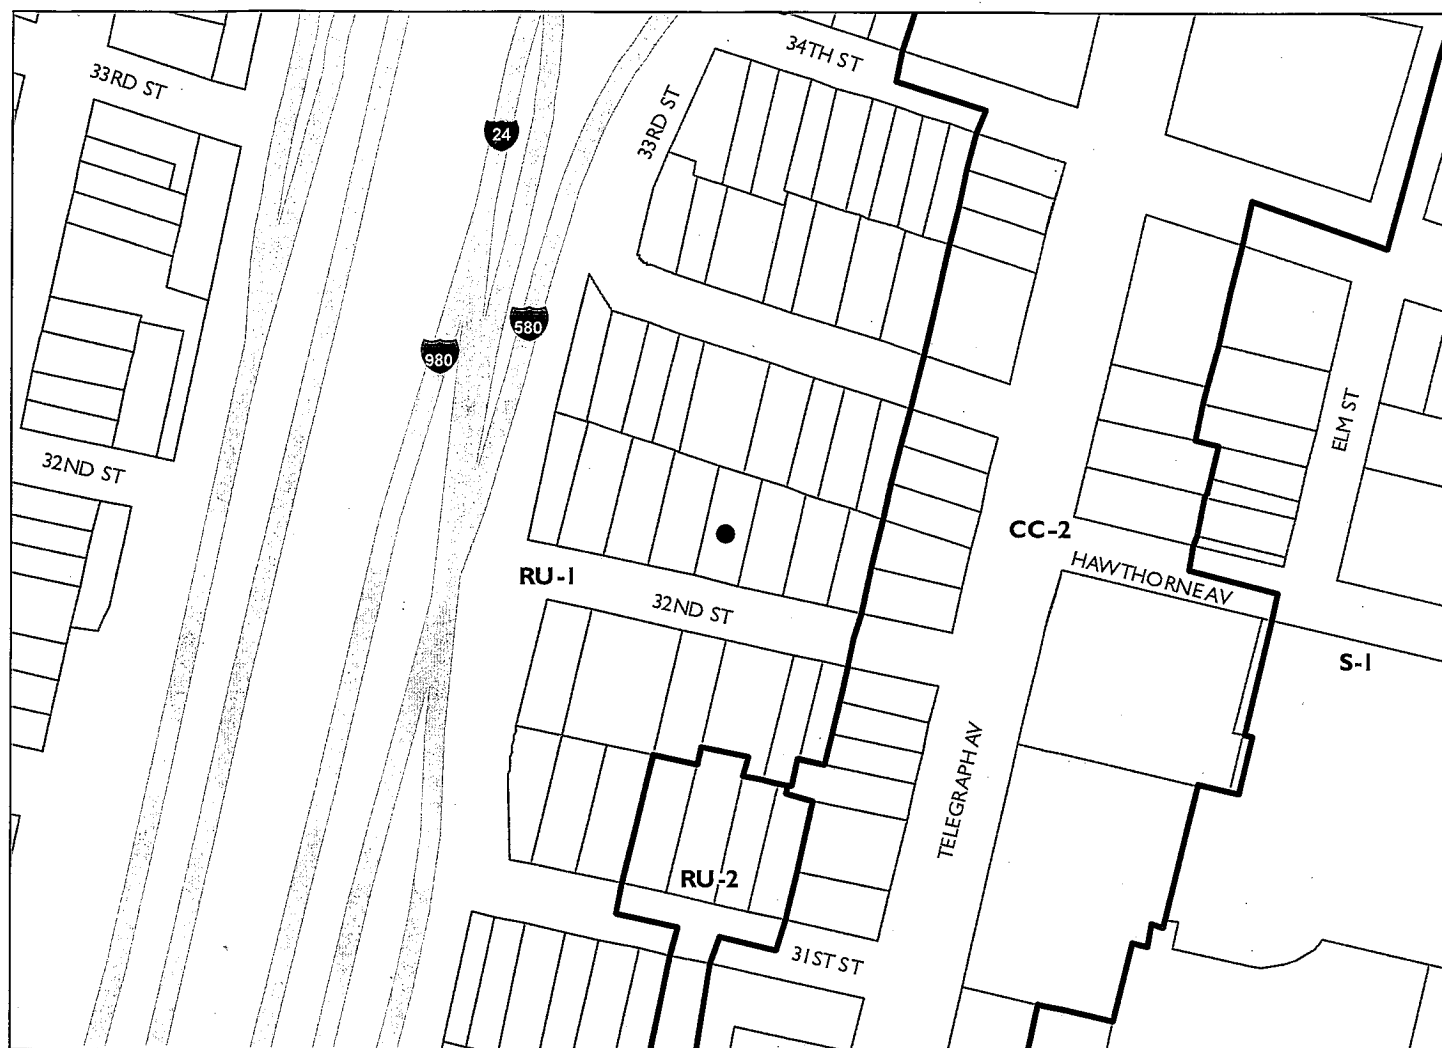 34TH ST
33RD ST
33RD ST
24
580
980
ELM ST
32ND ST
CC-2
HAWTHORNE AV
RU-1
32ND ST
S-1
TELEGRAPH AV
RU-2
31ST ST